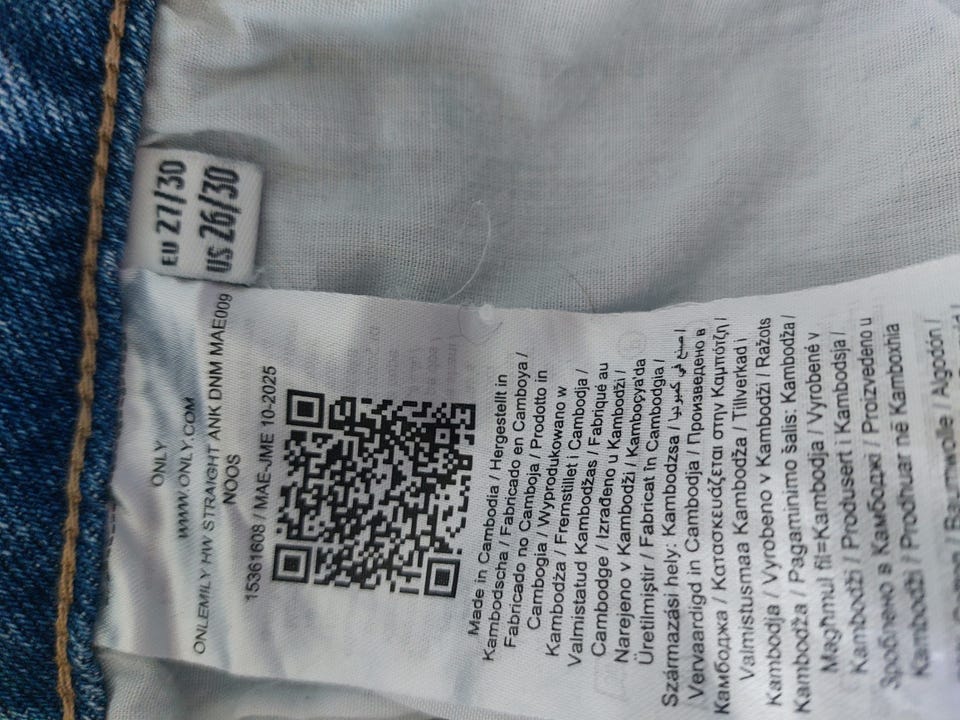 EU 27/30
US 26/30
ONLY
WWW.ONLY.COM
ONLEMILY HW STRAIGHT ANK DNM MAE009
NOOS
15361608 / MAE-JME 10-2025
Made in Cambodia / Hergestellt in
Kambodscha / Fabricado en Camboya /
Fabricado no Camboja / Prodotto in
Cambogia / Wyprodukowano w
Kambodża / Fremstillet i Cambodja /
Valmistatud Kambodžas / Fabriqué au
Cambodge / Izrađeno u Kambodži /
Narejeno v Kambodži / Kamboçya'da
Üretilmiştir / Fabricat în Cambodgia /
Származási hely: Kambodzsa / صنع في كمبوديا /
Vervaardigd in Cambodja / Произведено в
Камбоджа / Κατασκευάζεται στην Καμπότζη /
Valmistusmaa Kambodža / Tillverkad i
Kambodja / Vyrobeno v Kambodži / Ražots
Kambodža / Pagaminimo šalis: Kambodža /
Magħmul fil=Kambodja / Vyrobené v
Kambodži / Produsert i Kambodsja /
Зроблено в Камбоджі / Proizvedeno u
Kambodži / Prodhuar në Kamboxhia
Baumwolle / Algodón /